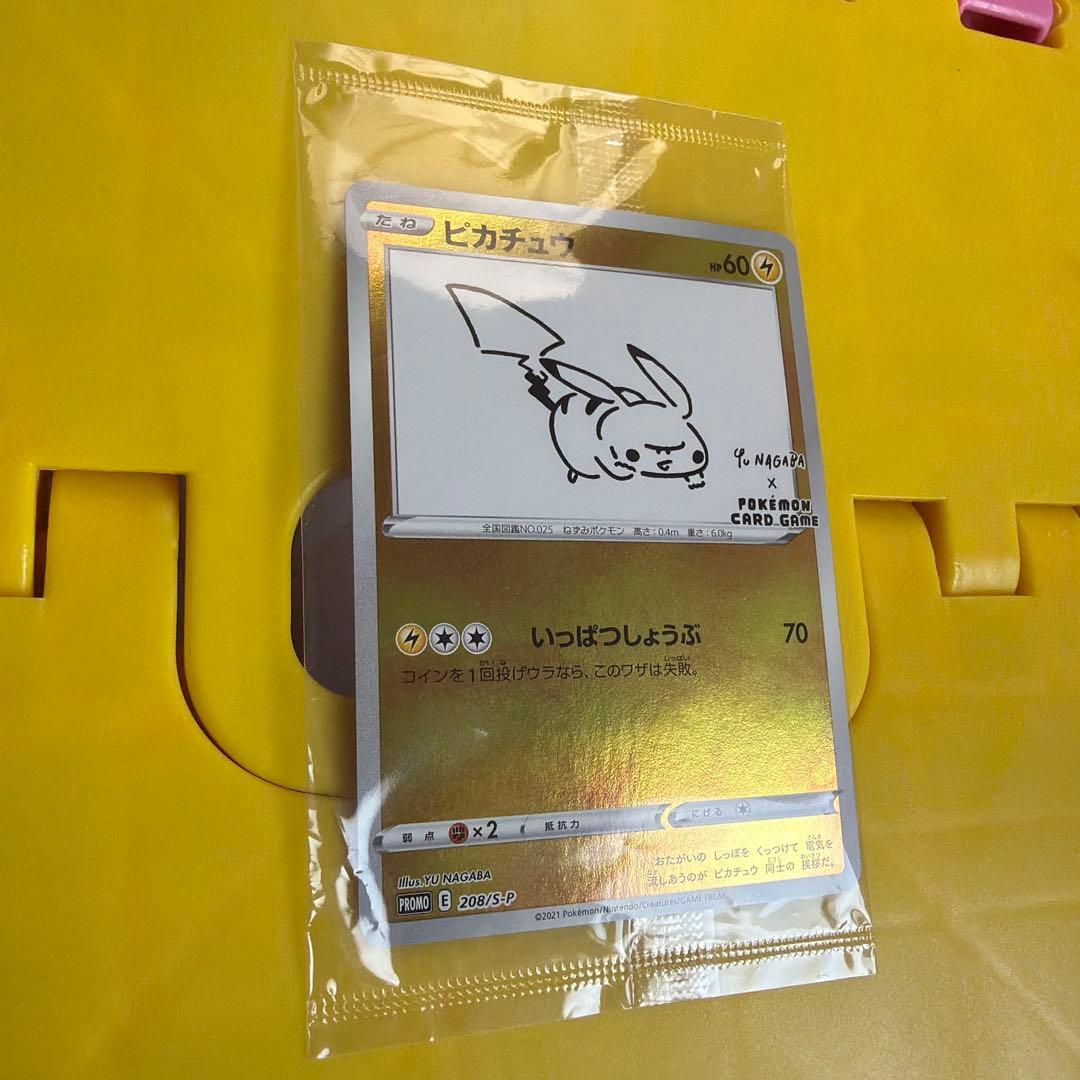 たね ピカチュウ HP60
YU NAGABA
X
POKÉMON
CARD GAME
全国図鑑NO.025 ねずみポケモン 高さ:0.4m 重さ:6.0kg
いっぱつしょうぶ 70
コインを1回投げウラなら、このワザは失敗。
弱点 ×2 抵抗力 にげる
おたがいの しっぽを くっつけて 電気を
流しあうのが ピカチュウ 同士の 挨拶だ。
Illus. YU NAGABA
PROMO E 208/S-P
©2021 Pokémon/Nintendo/Creatures/GAME FREAK